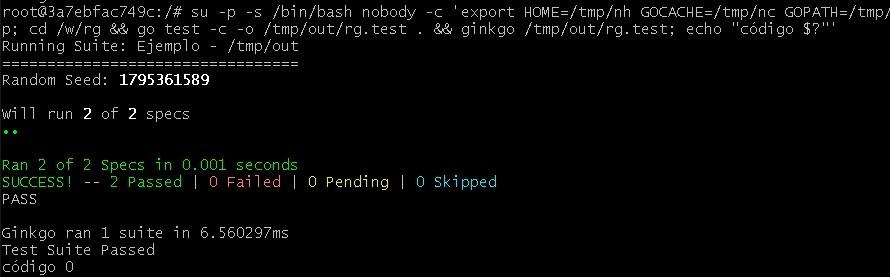 root@3a7ebfac749c:/# su -p -s /bin/bash nobody -c 'export HOME=/tmp/nh GOCACHE=/tmp/nc GOPATH=/tmp/
p; cd /w/rg && go test -c -o /tmp/out/rg.test . && ginkgo /tmp/out/rg.test; echo "código $?"'
Running Suite: Ejemplo - /tmp/out
=================================
Random Seed: 1795361589
Will run 2 of 2 specs
••
Ran 2 of 2 Specs in 0.001 seconds
SUCCESS! -- 2 Passed | 0 Failed | 0 Pending | 0 Skipped
PASS
Ginkgo ran 1 suite in 6.560297ms
Test Suite Passed
código 0